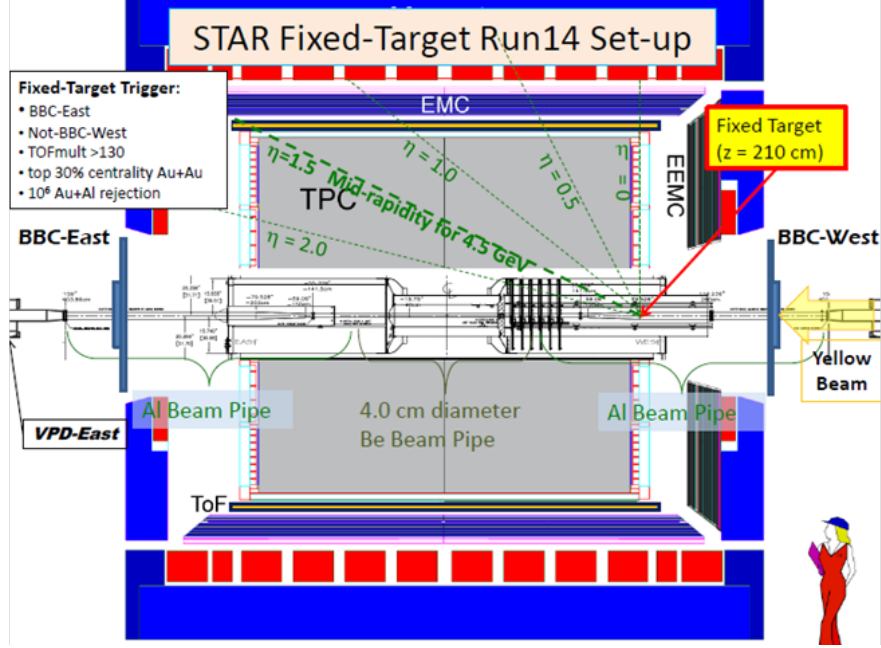 STAR Fixed-Target Run14 Set-up
Fixed-Target Trigger:
• BBC-East
• Not-BBC-West
• TOFmult >130
• top 30% centrality Au+Au
• 10⁶ Au+Al rejection
EMC
Fixed Target
(z = 210 cm)
η = 0
η = 0.5
η = 1.0
η=1.5 Mid-rapidity for 4.5 GeV
η = 2.0
TPC
EEMC
BBC-East
BBC-West
EAST
WEST
Yellow
Beam
Al Beam Pipe
4.0 cm diameter
Be Beam Pipe
Al Beam Pipe
VPD-East
ToF